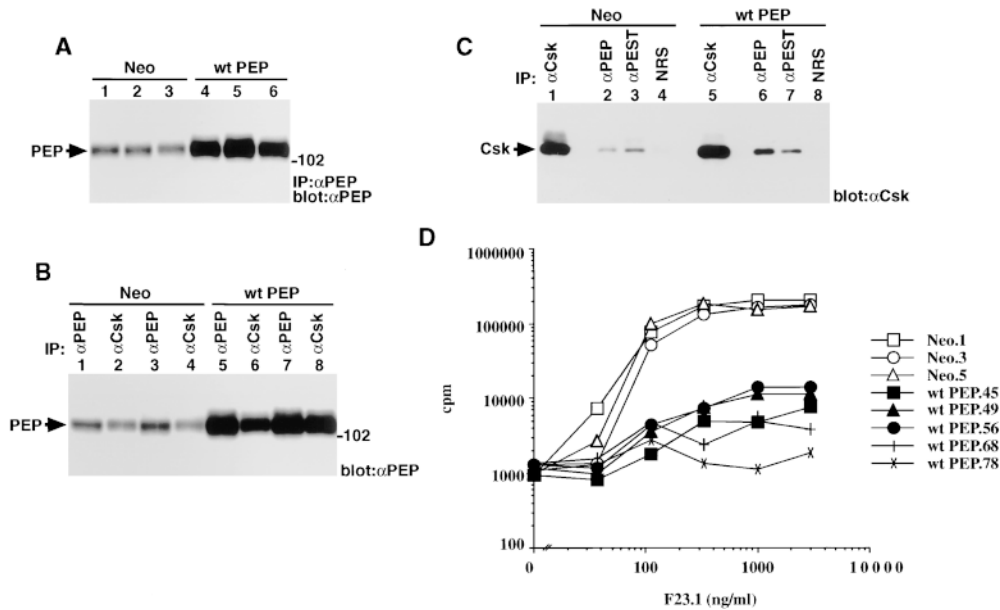 A
Neo
wt PEP
1 2 3 4 5 6
PEP
-102
IP:αPEP
blot:αPEP
B
Neo
wt PEP
IP: αPEP αCsk αPEP αCsk αPEP αCsk αPEP αCsk
1 2 3 4 5 6 7 8
PEP
-102
blot:αPEP
C
Neo
wt PEP
IP: αCsk αPEP αPEST NRS αCsk αPEP αPEST NRS
1 2 3 4 5 6 7 8
Csk
blot:αCsk
D
1000000
100000
10000
1000
100
cpm
0 100 1000 10000
F23.1 (ng/ml)
Neo.1
Neo.3
Neo.5
wt PEP.45
wt PEP.49
wt PEP.56
wt PEP.68
wt PEP.78